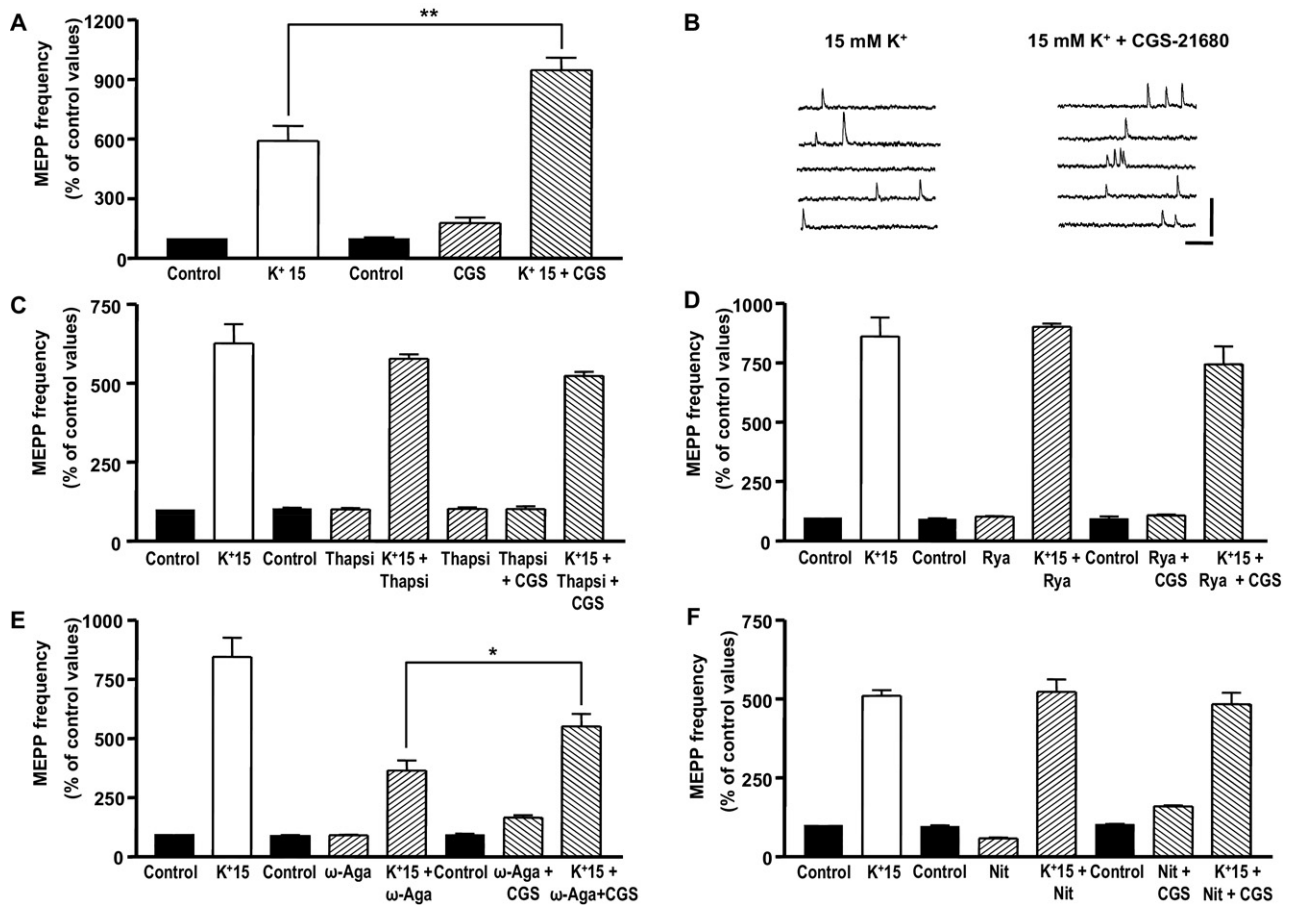 A
MEPP frequency
(% of control values)
1200
900
600
300
0
**
Control
K⁺ 15
Control
CGS
K⁺ 15 + CGS
B
15 mM K⁺
15 mM K⁺ + CGS-21680
C
MEPP frequency
(% of control values)
750
500
250
0
Control
K⁺15
Control
Thapsi
K⁺15 +
Thapsi
Thapsi
Thapsi
+ CGS
K⁺15 +
Thapsi +
CGS
D
MEPP frequency
(% of control values)
1000
750
500
250
0
Control
K⁺15
Control
Rya
K⁺15 +
Rya
Control
Rya +
CGS
K⁺15 +
Rya + CGS
E
MEPP frequency
(% of control values)
1000
750
500
250
0
*
Control
K⁺15
Control
ω-Aga
K⁺15 +
ω-Aga
Control
ω-Aga +
CGS
K⁺15 +
ω-Aga+CGS
F
MEPP frequency
(% of control values)
750
500
250
0
Control
K⁺15
Control
Nit
K⁺15 +
Nit
Control
Nit +
CGS
K⁺15 +
Nit + CGS